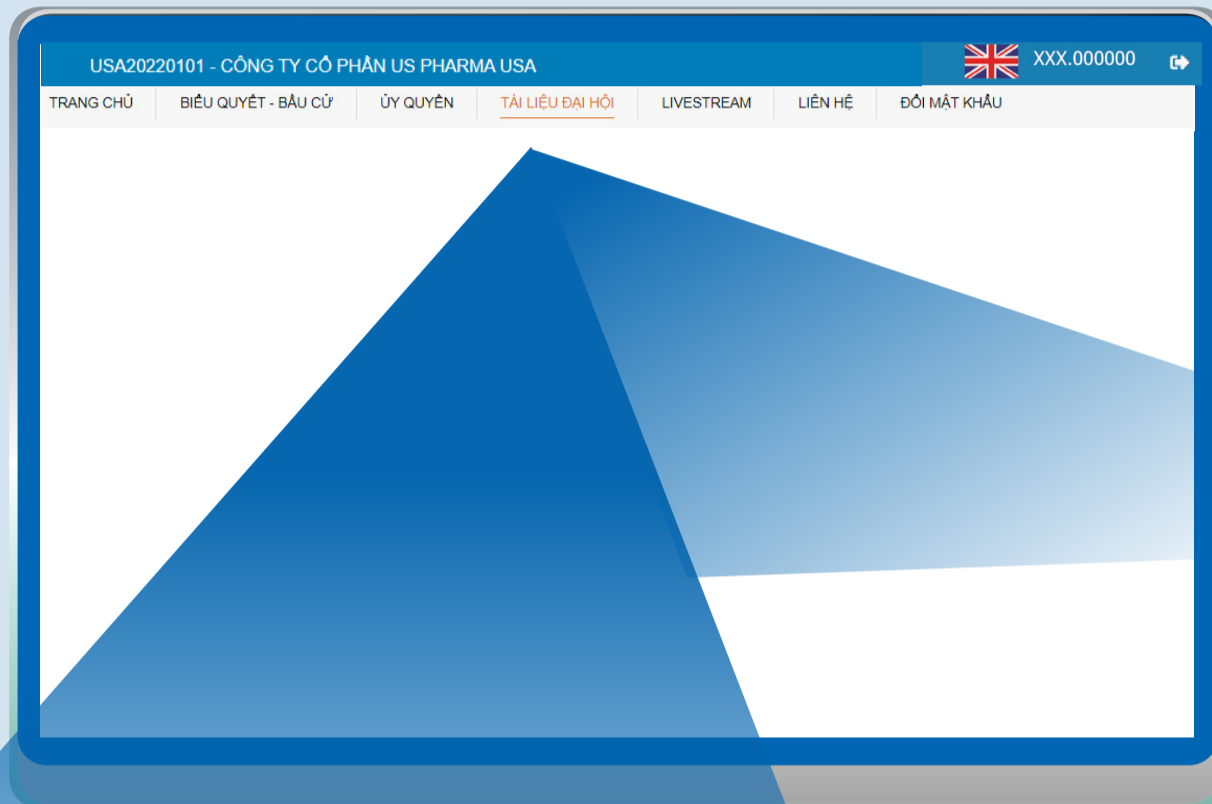 USA20220101 - CÔNG TY CỔ PHẦN US PHARMA USA XXX.000000
TRANG CHỦ BIỂU QUYẾT - BẦU CỬ ỦY QUYỀN TÀI LIỆU ĐẠI HỘI LIVESTREAM LIÊN HỆ ĐỔI MẬT KHẨU